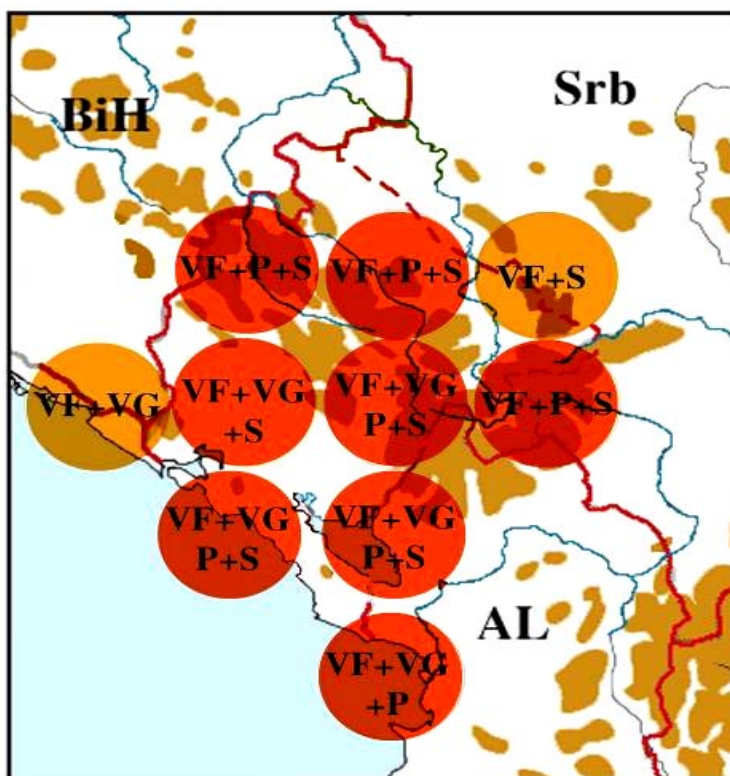 BiH
Srb
VF+P+S
VF+P+S
VF+S
VF+VG
VF+VG
+S
VF+VG
P+S
VF+P+S
VF+VG
P+S
VF+VG
P+S
AL
VF+VG
+P